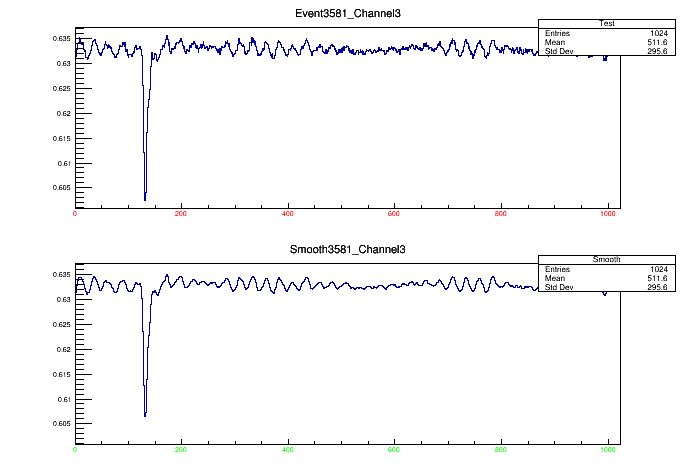 Event3581_Channel3
Test
Entries 1024
Mean 511.6
Std Dev 295.6
0.635
0.63
0.625
0.62
0.615
0.61
0.605
0 200 400 600 800 1000
Smooth3581_Channel3
Smooth
Entries 1024
Mean 511.6
Std Dev 295.6
0.635
0.63
0.625
0.62
0.615
0.61
0.605
0 200 400 600 800 1000